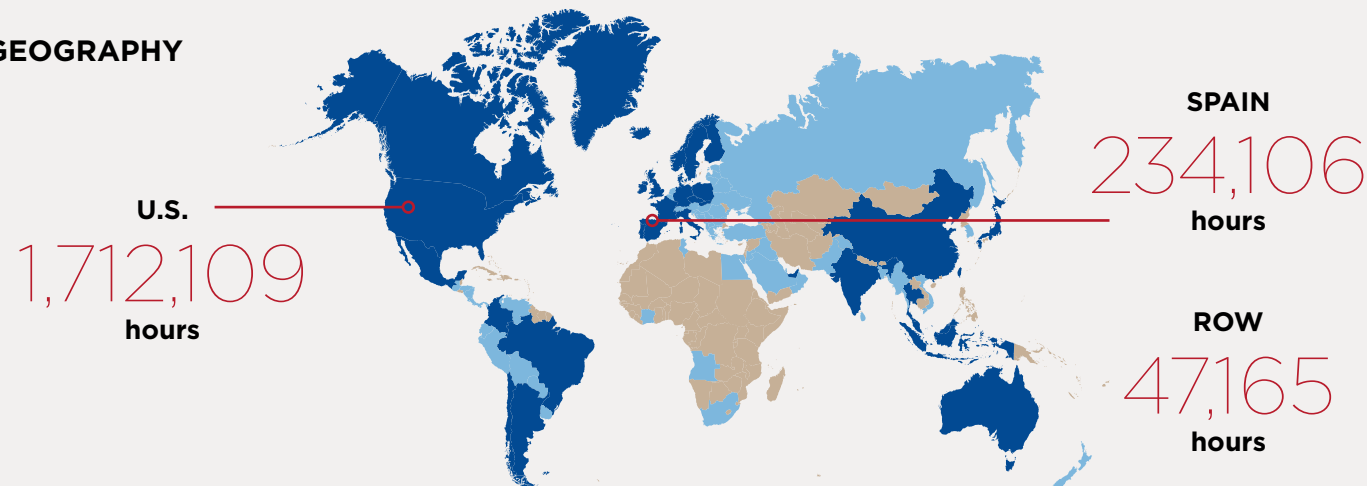 GEOGRAPHY
U.S.
1,712,109
hours
SPAIN
234,106
hours
ROW
47,165
hours